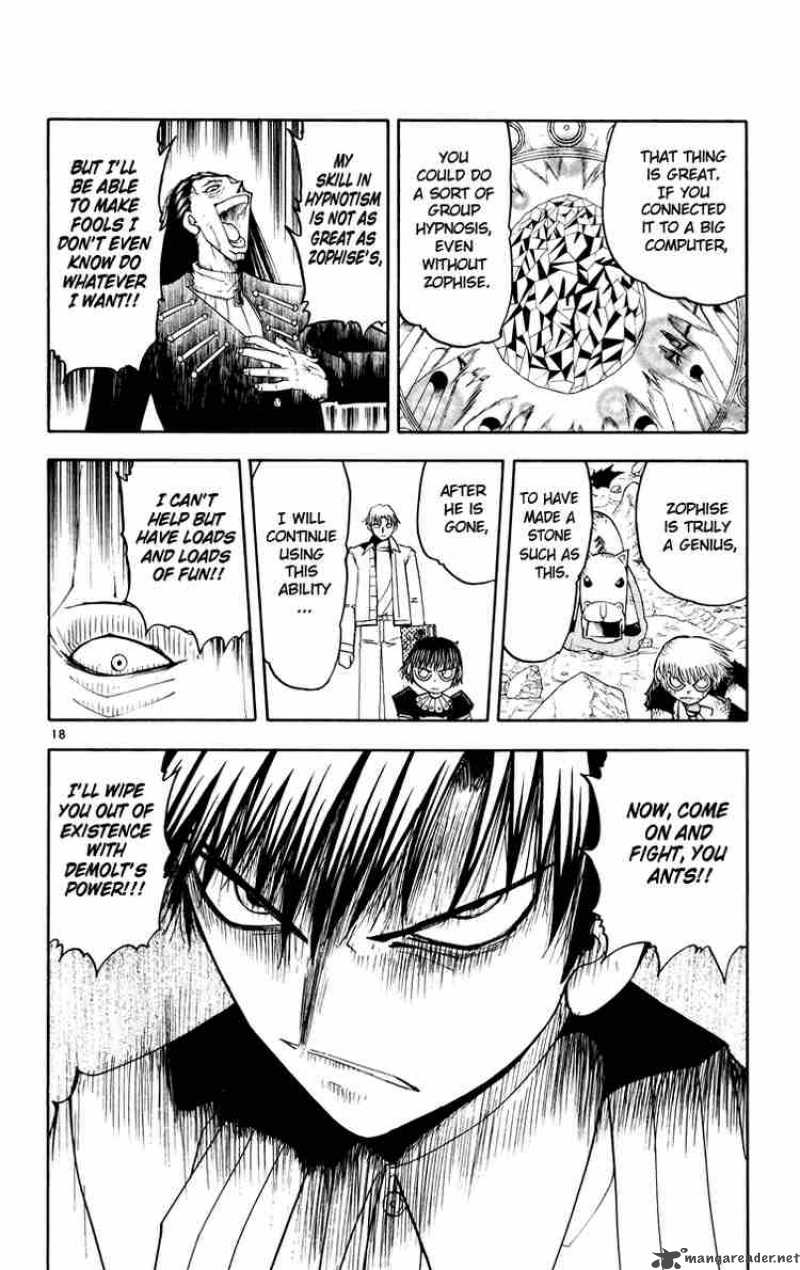 THAT THING
IS GREAT.
IF YOU
CONNECTED
IT TO A BIG
COMPUTER,
YOU
COULD DO
A SORT OF
GROUP
HYPNOSIS,
EVEN
WITHOUT
ZOPHISE.
MY
SKILL IN
HYPNOTISM
IS NOT AS
GREAT AS
ZOPHISE'S,
BUT I'LL
BE ABLE
TO MAKE
FOOLS I
DON'T EVEN
KNOW DO
WHATEVER
I WANT!!
ZOPHISE
IS TRULY
A GENIUS,
TO HAVE
MADE A
STONE
SUCH AS
THIS.
AFTER
HE IS
GONE,
I WILL
CONTINUE
USING
THIS
ABILITY
...
I CAN'T
HELP BUT
HAVE LOADS
AND LOADS
OF FUN!!
18
NOW, COME
ON AND
FIGHT, YOU
ANTS!!
I'LL WIPE
YOU OUT OF
EXISTENCE
WITH
DEMOLT'S
POWER!!!
mangareader.net